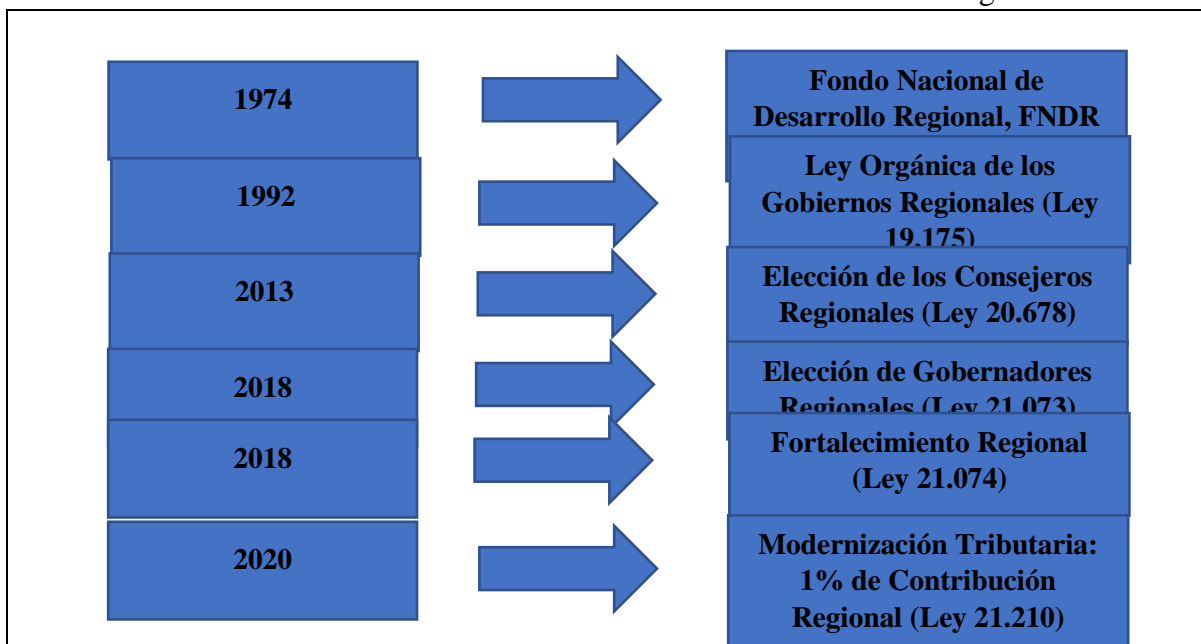 1974
Fondo Nacional de
Desarrollo Regional, FNDR
1992
Ley Orgánica de los
Gobiernos Regionales (Ley
19.175)
2013
Elección de los Consejeros
Regionales (Ley 20.678)
2018
Elección de Gobernadores
Regionales (Ley 21.073)
2018
Fortalecimiento Regional
(Ley 21.074)
2020
Modernización Tributaria:
1% de Contribución
Regional (Ley 21.210)